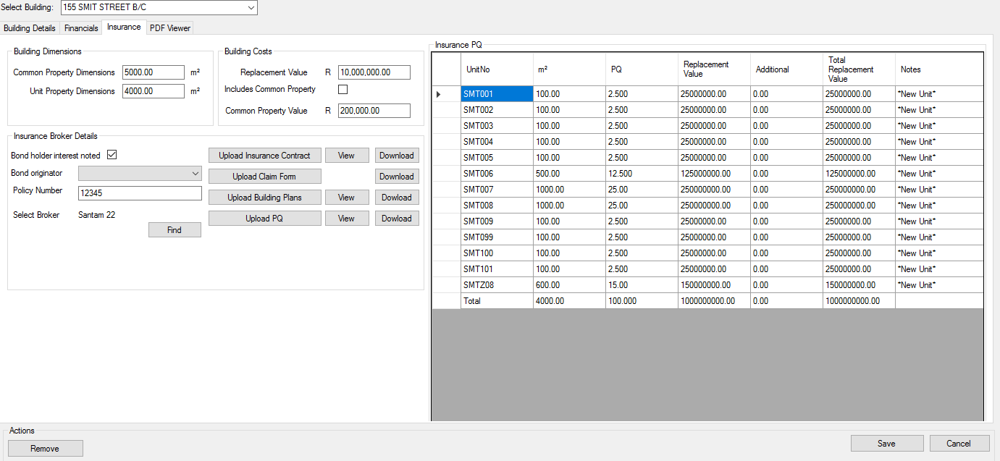 Select Building: 155 SMIT STREET B/C
Building Details Financials Insurance PDF Viewer
Building Dimensions
Common Property Dimensions 5000.00 m²
Unit Property Dimensions 4000.00 m²
Building Costs
Replacement Value R 10,000,000.00
Includes Common Property
Common Property Value R 200,000.00
Insurance Broker Details
Bond holder interest noted
Bond originator
Policy Number 12345
Select Broker Santam 22
Find
Upload Insurance Contract View Download
Upload Claim Form Download
Upload Building Plans View Dowload
Upload PQ View Dowload
Insurance PQ
UnitNo m² PQ Replacement Value Additional Total Replacement Value Notes
SMT001 100.00 2.500 25000000.00 0.00 25000000.00 *New Unit*
SMT002 100.00 2.500 25000000.00 0.00 25000000.00 *New Unit*
SMT003 100.00 2.500 25000000.00 0.00 25000000.00 *New Unit*
SMT004 100.00 2.500 25000000.00 0.00 25000000.00 *New Unit*
SMT005 100.00 2.500 25000000.00 0.00 25000000.00 *New Unit*
SMT006 500.00 12.500 125000000.00 0.00 125000000.00 *New Unit*
SMT007 1000.00 25.00 25000000.00 0.00 25000000.00 *New Unit*
SMT008 1000.00 25.00 25000000.00 0.00 25000000.00 *New Unit*
SMT009 100.00 2.500 25000000.00 0.00 25000000.00 *New Unit*
SMT099 100.00 2.500 25000000.00 0.00 25000000.00 *New Unit*
SMT100 100.00 2.500 25000000.00 0.00 25000000.00 *New Unit*
SMT101 100.00 2.500 25000000.00 0.00 25000000.00 *New Unit*
SMTZ08 600.00 15.00 150000000.00 0.00 150000000.00 *New Unit*
Total 4000.00 100.000 1000000000.00 0.00 1000000000.00
Actions
Remove Save Cancel